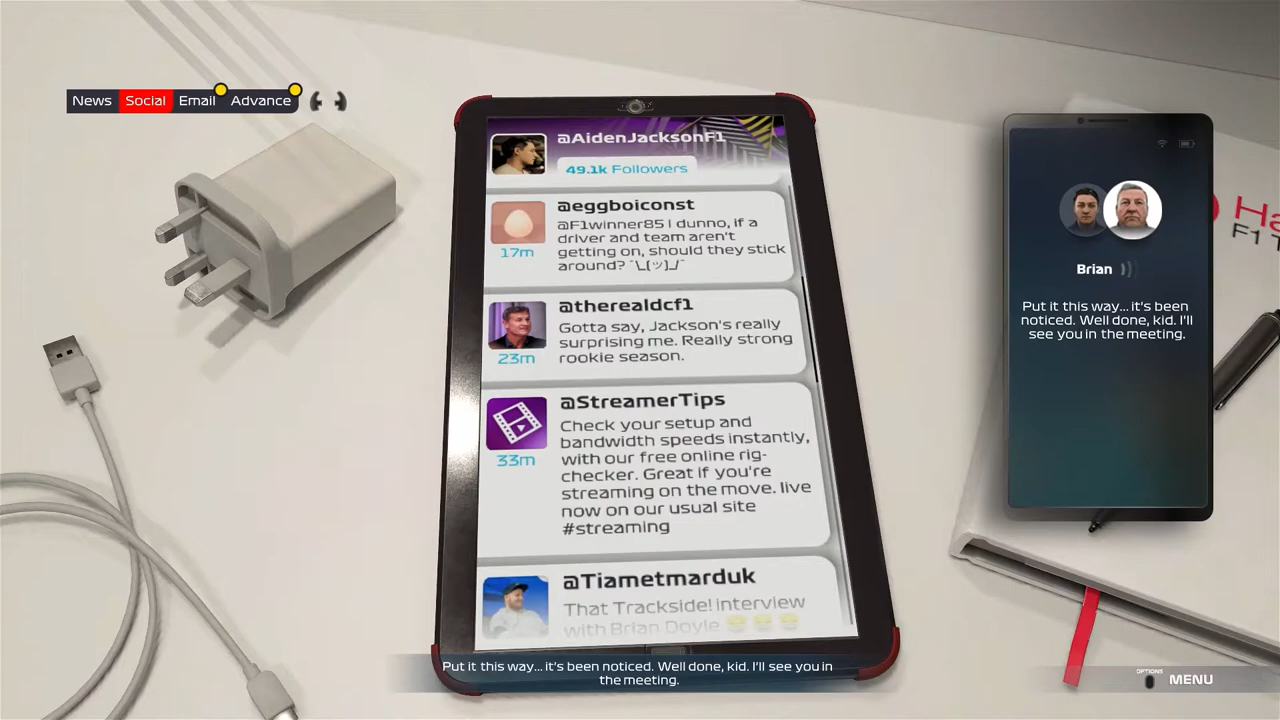 News Social Email Advance
@AidenJacksonF1
49.1k Followers
@eggboiconst
@F1winner85 I dunno, if a
driver and team aren't
getting on, should they stick
around? ¯\_(ツ)_/¯
17m
@therealdcf1
Gotta say, Jackson's really
surprising me. Really strong
rookie season.
23m
@StreamerTips
Check your setup and
bandwidth speeds instantly,
with our free online rig-
checker. Great if you're
streaming on the move. live
now on our usual site
#streaming
33m
@Tiametmarduk
That Trackside! interview
with Brian Doyle
Brian
Put it this way... it's been
noticed. Well done, kid. I'll
see you in the meeting.
Ha
F1 T
Put it this way... it's been noticed. Well done, kid. I'll see you in
the meeting.
OPTIONS
MENU